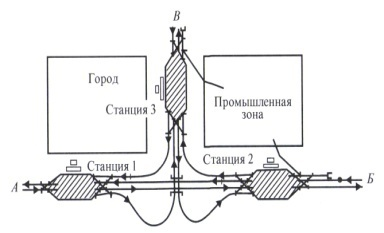 В
Город
Станция 3
Промышленная
зона
Станция 1
Станция 2
А
Б